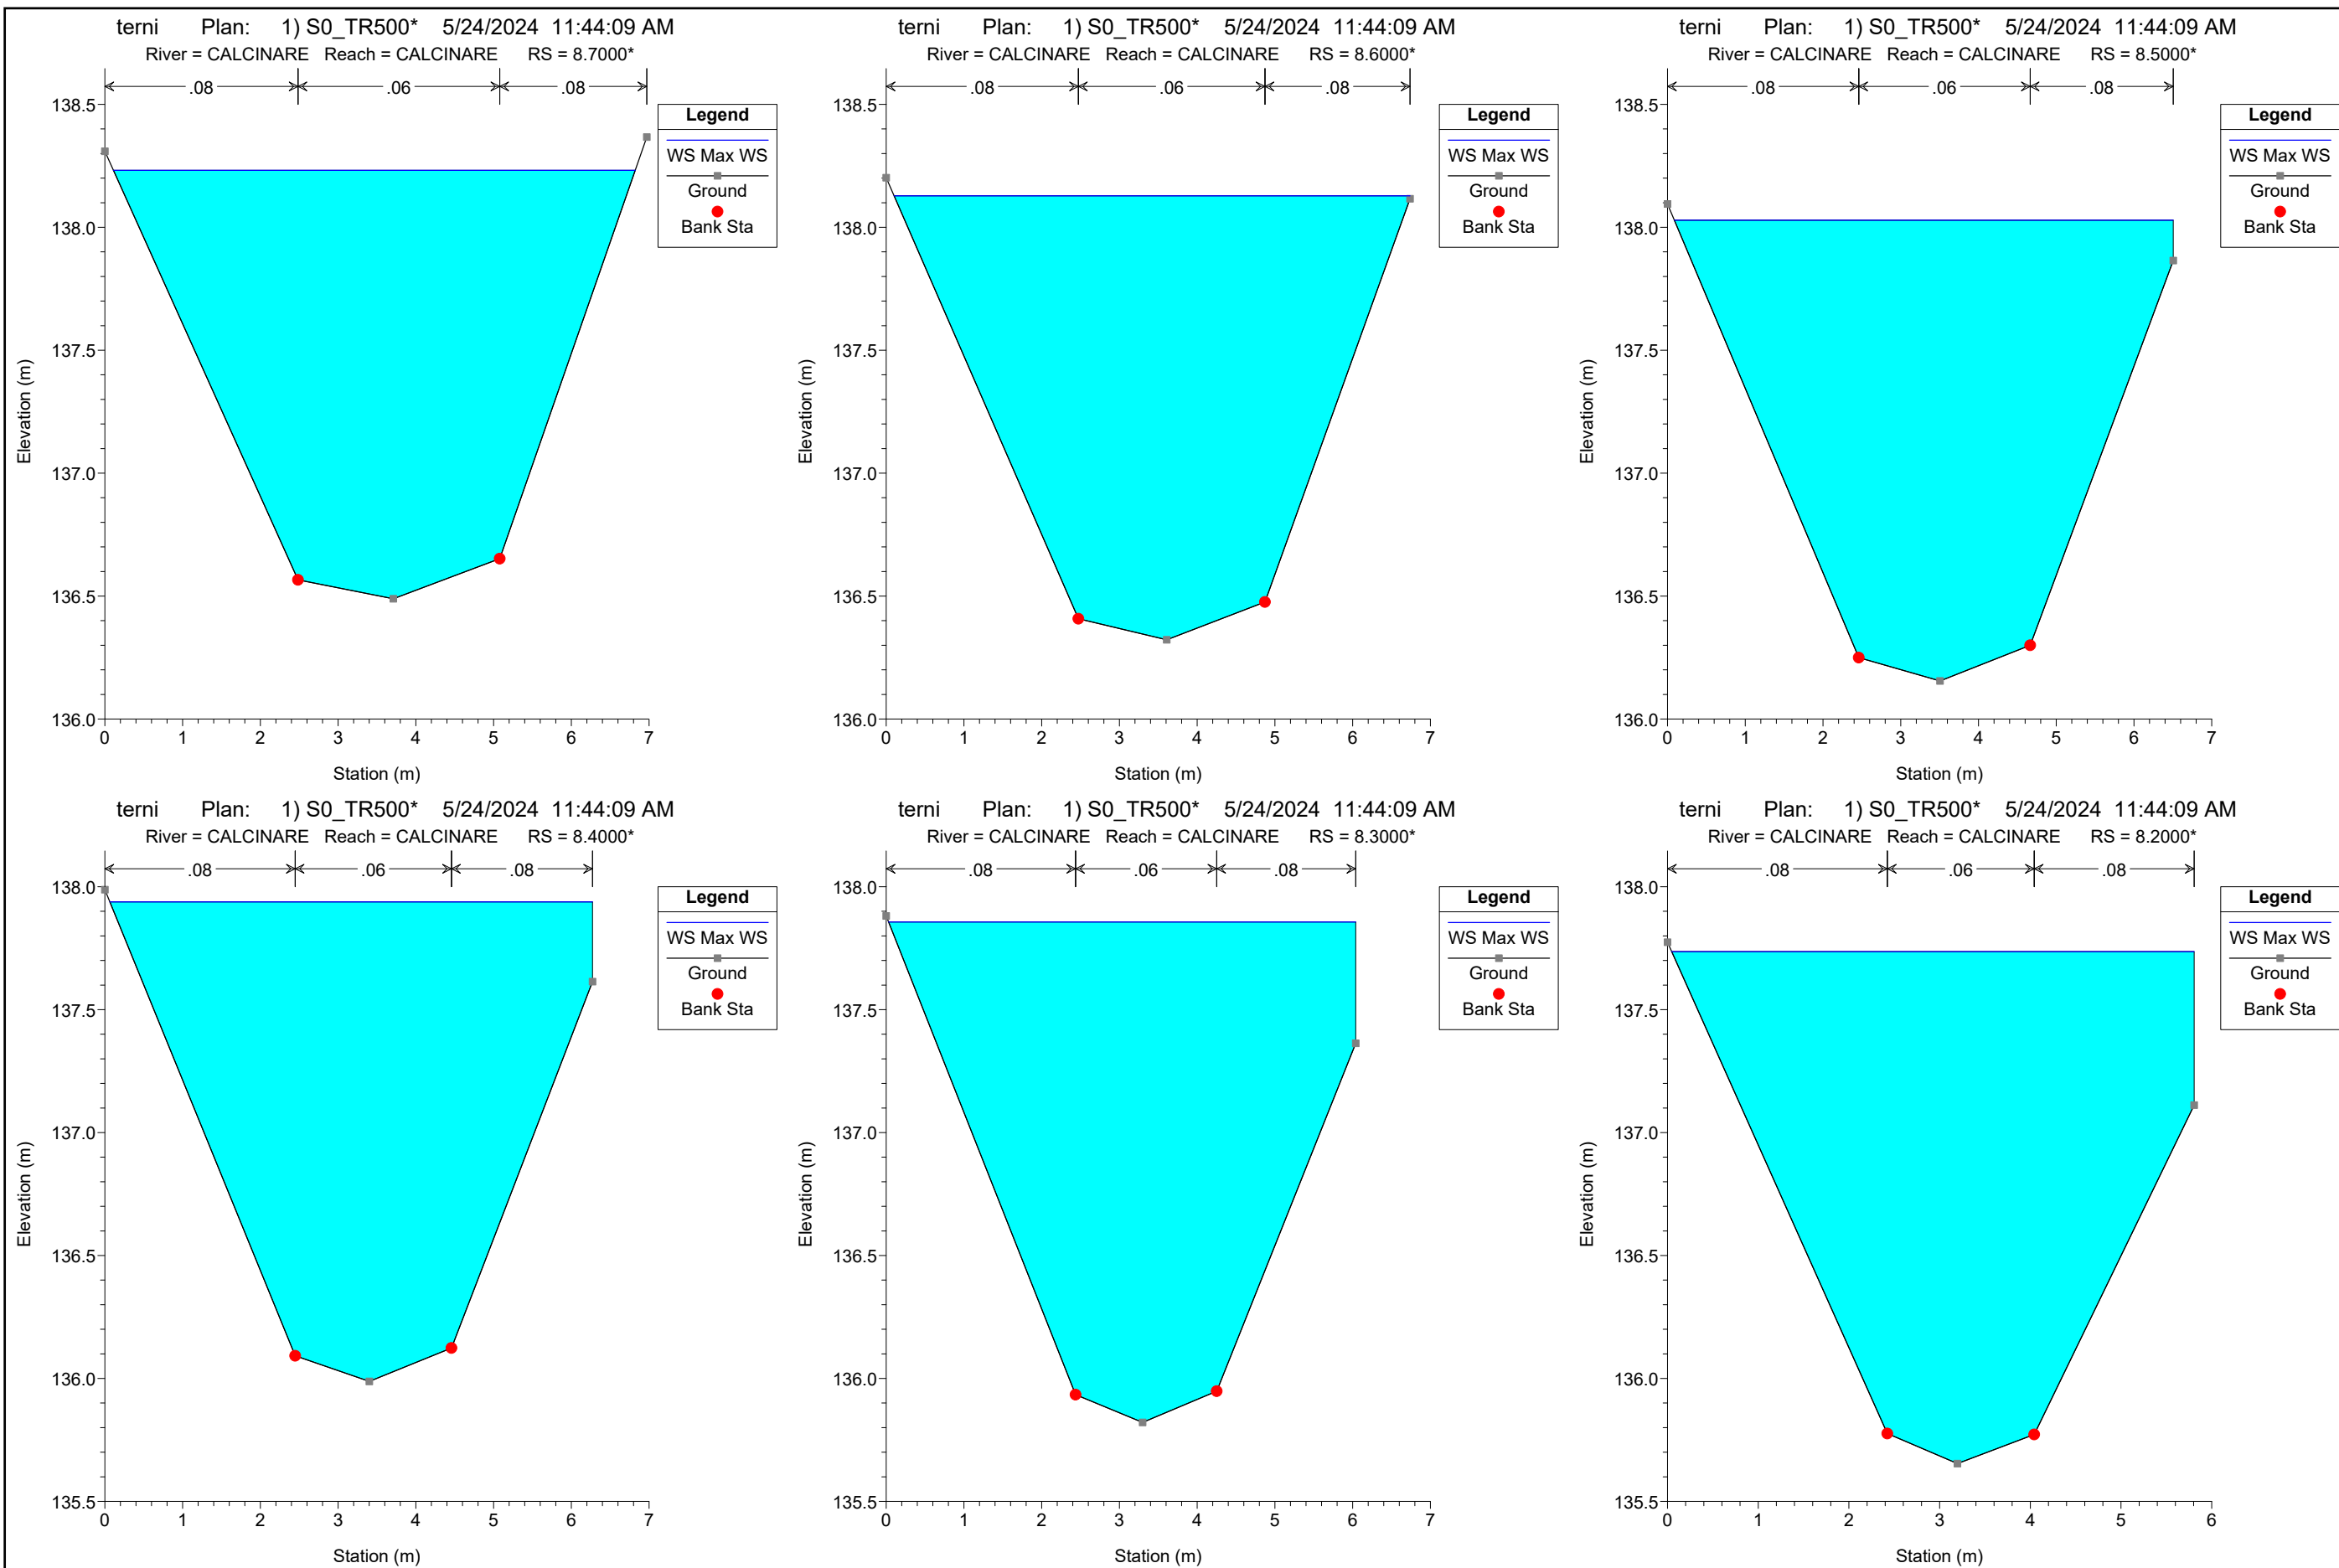 terni Plan: 1) S0_TR500* 5/24/2024 11:44:09 AM
River = CALCINARE Reach = CALCINARE RS = 8.7000*
.08 .06 .08
Legend
WS Max WS
Ground
Bank Sta
138.5
138.0
137.5
137.0
136.5
136.0
Elevation (m)
0 1 2 3 4 5 6 7
Station (m)
terni Plan: 1) S0_TR500* 5/24/2024 11:44:09 AM
River = CALCINARE Reach = CALCINARE RS = 8.6000*
.08 .06 .08
Legend
WS Max WS
Ground
Bank Sta
138.5
138.0
137.5
137.0
136.5
136.0
Elevation (m)
0 1 2 3 4 5 6 7
Station (m)
terni Plan: 1) S0_TR500* 5/24/2024 11:44:09 AM
River = CALCINARE Reach = CALCINARE RS = 8.5000*
.08 .06 .08
Legend
WS Max WS
Ground
Bank Sta
138.5
138.0
137.5
137.0
136.5
136.0
Elevation (m)
0 1 2 3 4 5 6 7
Station (m)
terni Plan: 1) S0_TR500* 5/24/2024 11:44:09 AM
River = CALCINARE Reach = CALCINARE RS = 8.4000*
.08 .06 .08
Legend
WS Max WS
Ground
Bank Sta
138.0
137.5
137.0
136.5
136.0
135.5
Elevation (m)
0 1 2 3 4 5 6 7
Station (m)
terni Plan: 1) S0_TR500* 5/24/2024 11:44:09 AM
River = CALCINARE Reach = CALCINARE RS = 8.3000*
.08 .06 .08
Legend
WS Max WS
Ground
Bank Sta
138.0
137.5
137.0
136.5
136.0
135.5
Elevation (m)
0 1 2 3 4 5 6 7
Station (m)
terni Plan: 1) S0_TR500* 5/24/2024 11:44:09 AM
River = CALCINARE Reach = CALCINARE RS = 8.2000*
.08 .06 .08
Legend
WS Max WS
Ground
Bank Sta
138.0
137.5
137.0
136.5
136.0
135.5
Elevation (m)
0 1 2 3 4 5 6
Station (m)